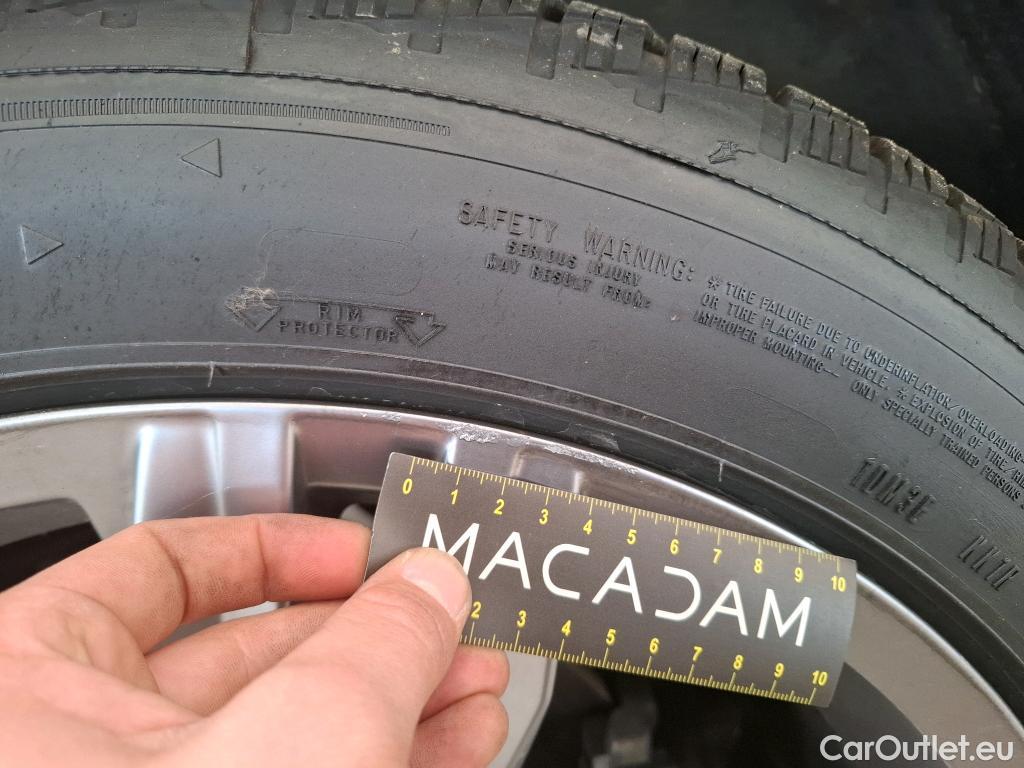 SAFETY WARNING:
SERIOUS INJURY
MAY RESULT FROM:
* TIRE FAILURE DUE TO UNDERINFLATION/OVERLOADING-
OR TIRE PLACARD IN VEHICLE. * EXPLOSION OF TIRE/RI
IMPROPER MOUNTING-- ONLY SPECIALLY TRAINED PERSONS
RIM
PROTECTOR
0 1 2 3 4 5 6 7 8 9 10
MACADAM
2 3 4 5 6 7 8 9 10
CarOutlet.eu